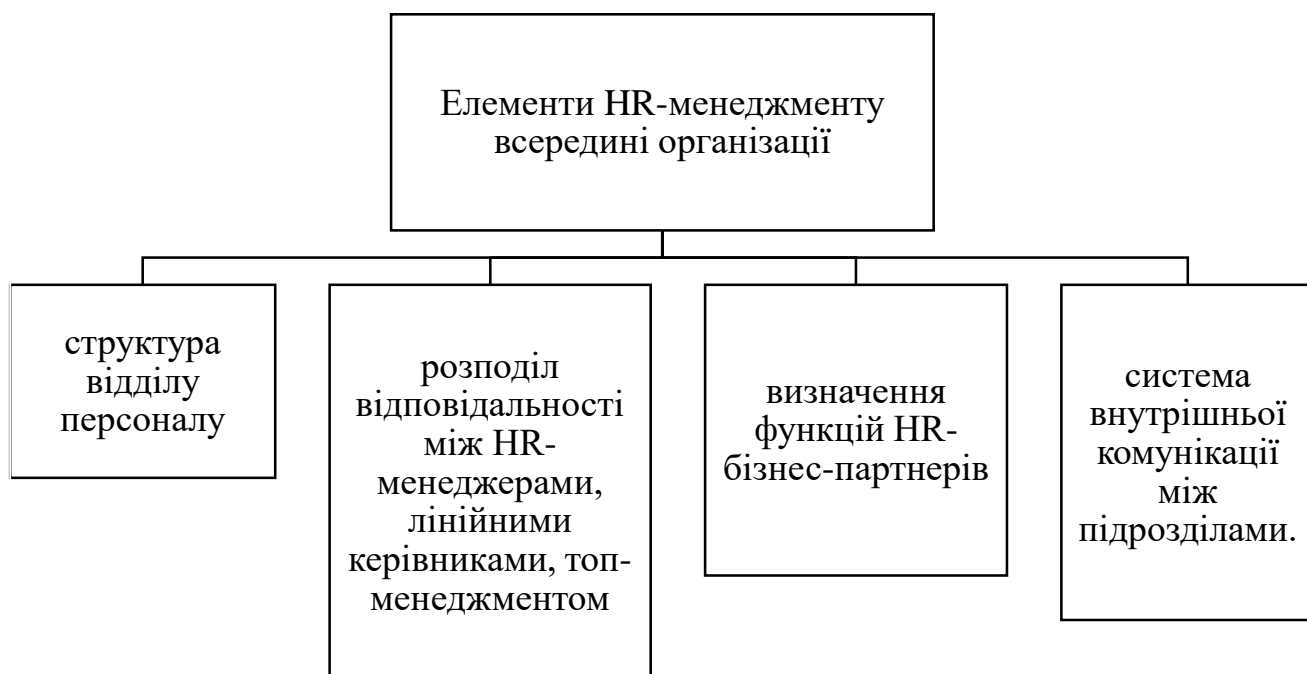 Елементи HR-менеджменту
всередині організації
структура
відділу
персоналу
розподіл
відповідальності
між HR-
менеджерами,
лінійними
керівниками, топ-
менеджментом
визначення
функцій HR-
бізнес-партнерів
система
внутрішньої
комунікації
між
підрозділами.